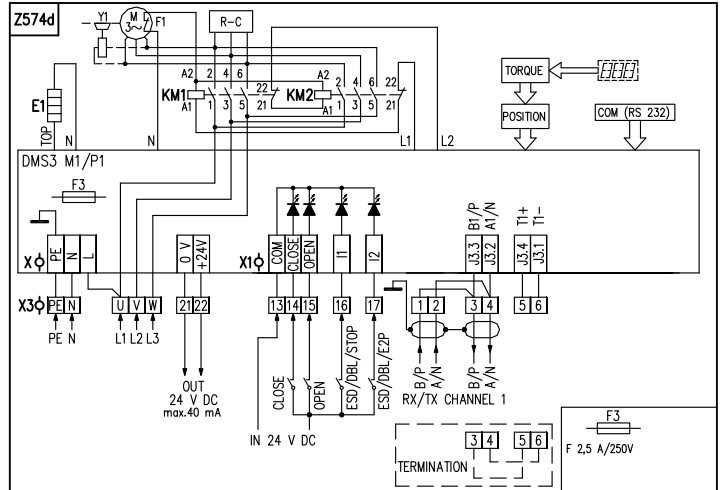 Z574d
Y1
M
3~
F1
R-C
A2 2 4 6 22
KM1
A1 1 3 5 21
A2 2 4 6 22
KM2
A1 1 3 5 21
TORQUE
POSITION
COM (RS 232)
E1
TOP
N
N
L1
L2
DMS3 M1/P1
F3
X
PE
N
L
0 V
+24V
X1
COM
CLOSE
OPEN
I1
I2
J3.3
B1/P
J3.2
A1/N
J3.4
T1+
J3.1
T1-
X3
PE N U V W 21 22 13 14 15 16 17 1 2 3 4 5 6
PE N L1 L2 L3
OUT
24 V DC
max.40 mA
CLOSE
OPEN
ESD/DBL/STOP
ESD/DBL/E2P
IN 24 V DC
B/P
A/N
B/P
A/N
RX/TX CHANNEL 1
3 4 5 6
TERMINATION
F3
F 2,5 A/250V